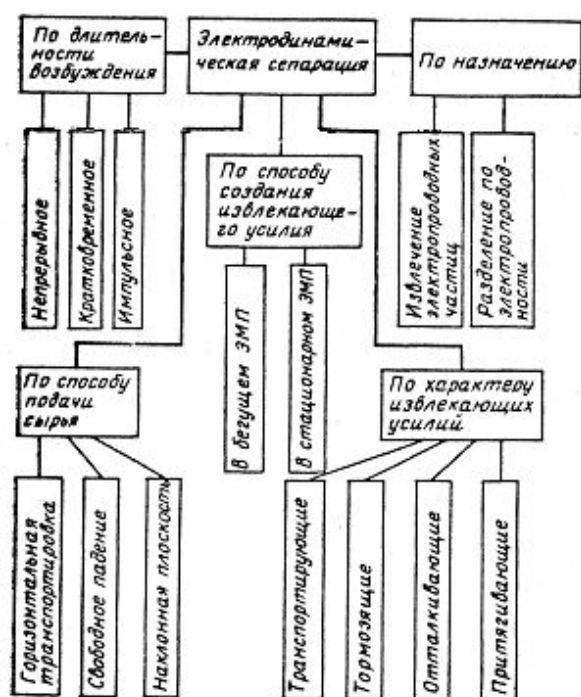 По длитель-
ности
возбуждения
Электродинами-
ческая сепарация
По назначению
Непрерывное
Кратковременное
Импульсное
По способу
создания
извлекающе-
го усилия
Извлечение
электропроводных
частиц
Разделение по
электропровод-
ности
По способу
подачи
сырья
В бегущем ЭМП
В стационарном ЭМП
По характеру
извлекающих
усилий
Горизонтальная
транспортировка
Свободное падение
Наклонная плоскость
Транспортирующие
Тормозящие
Отталкивающие
Притягивающие